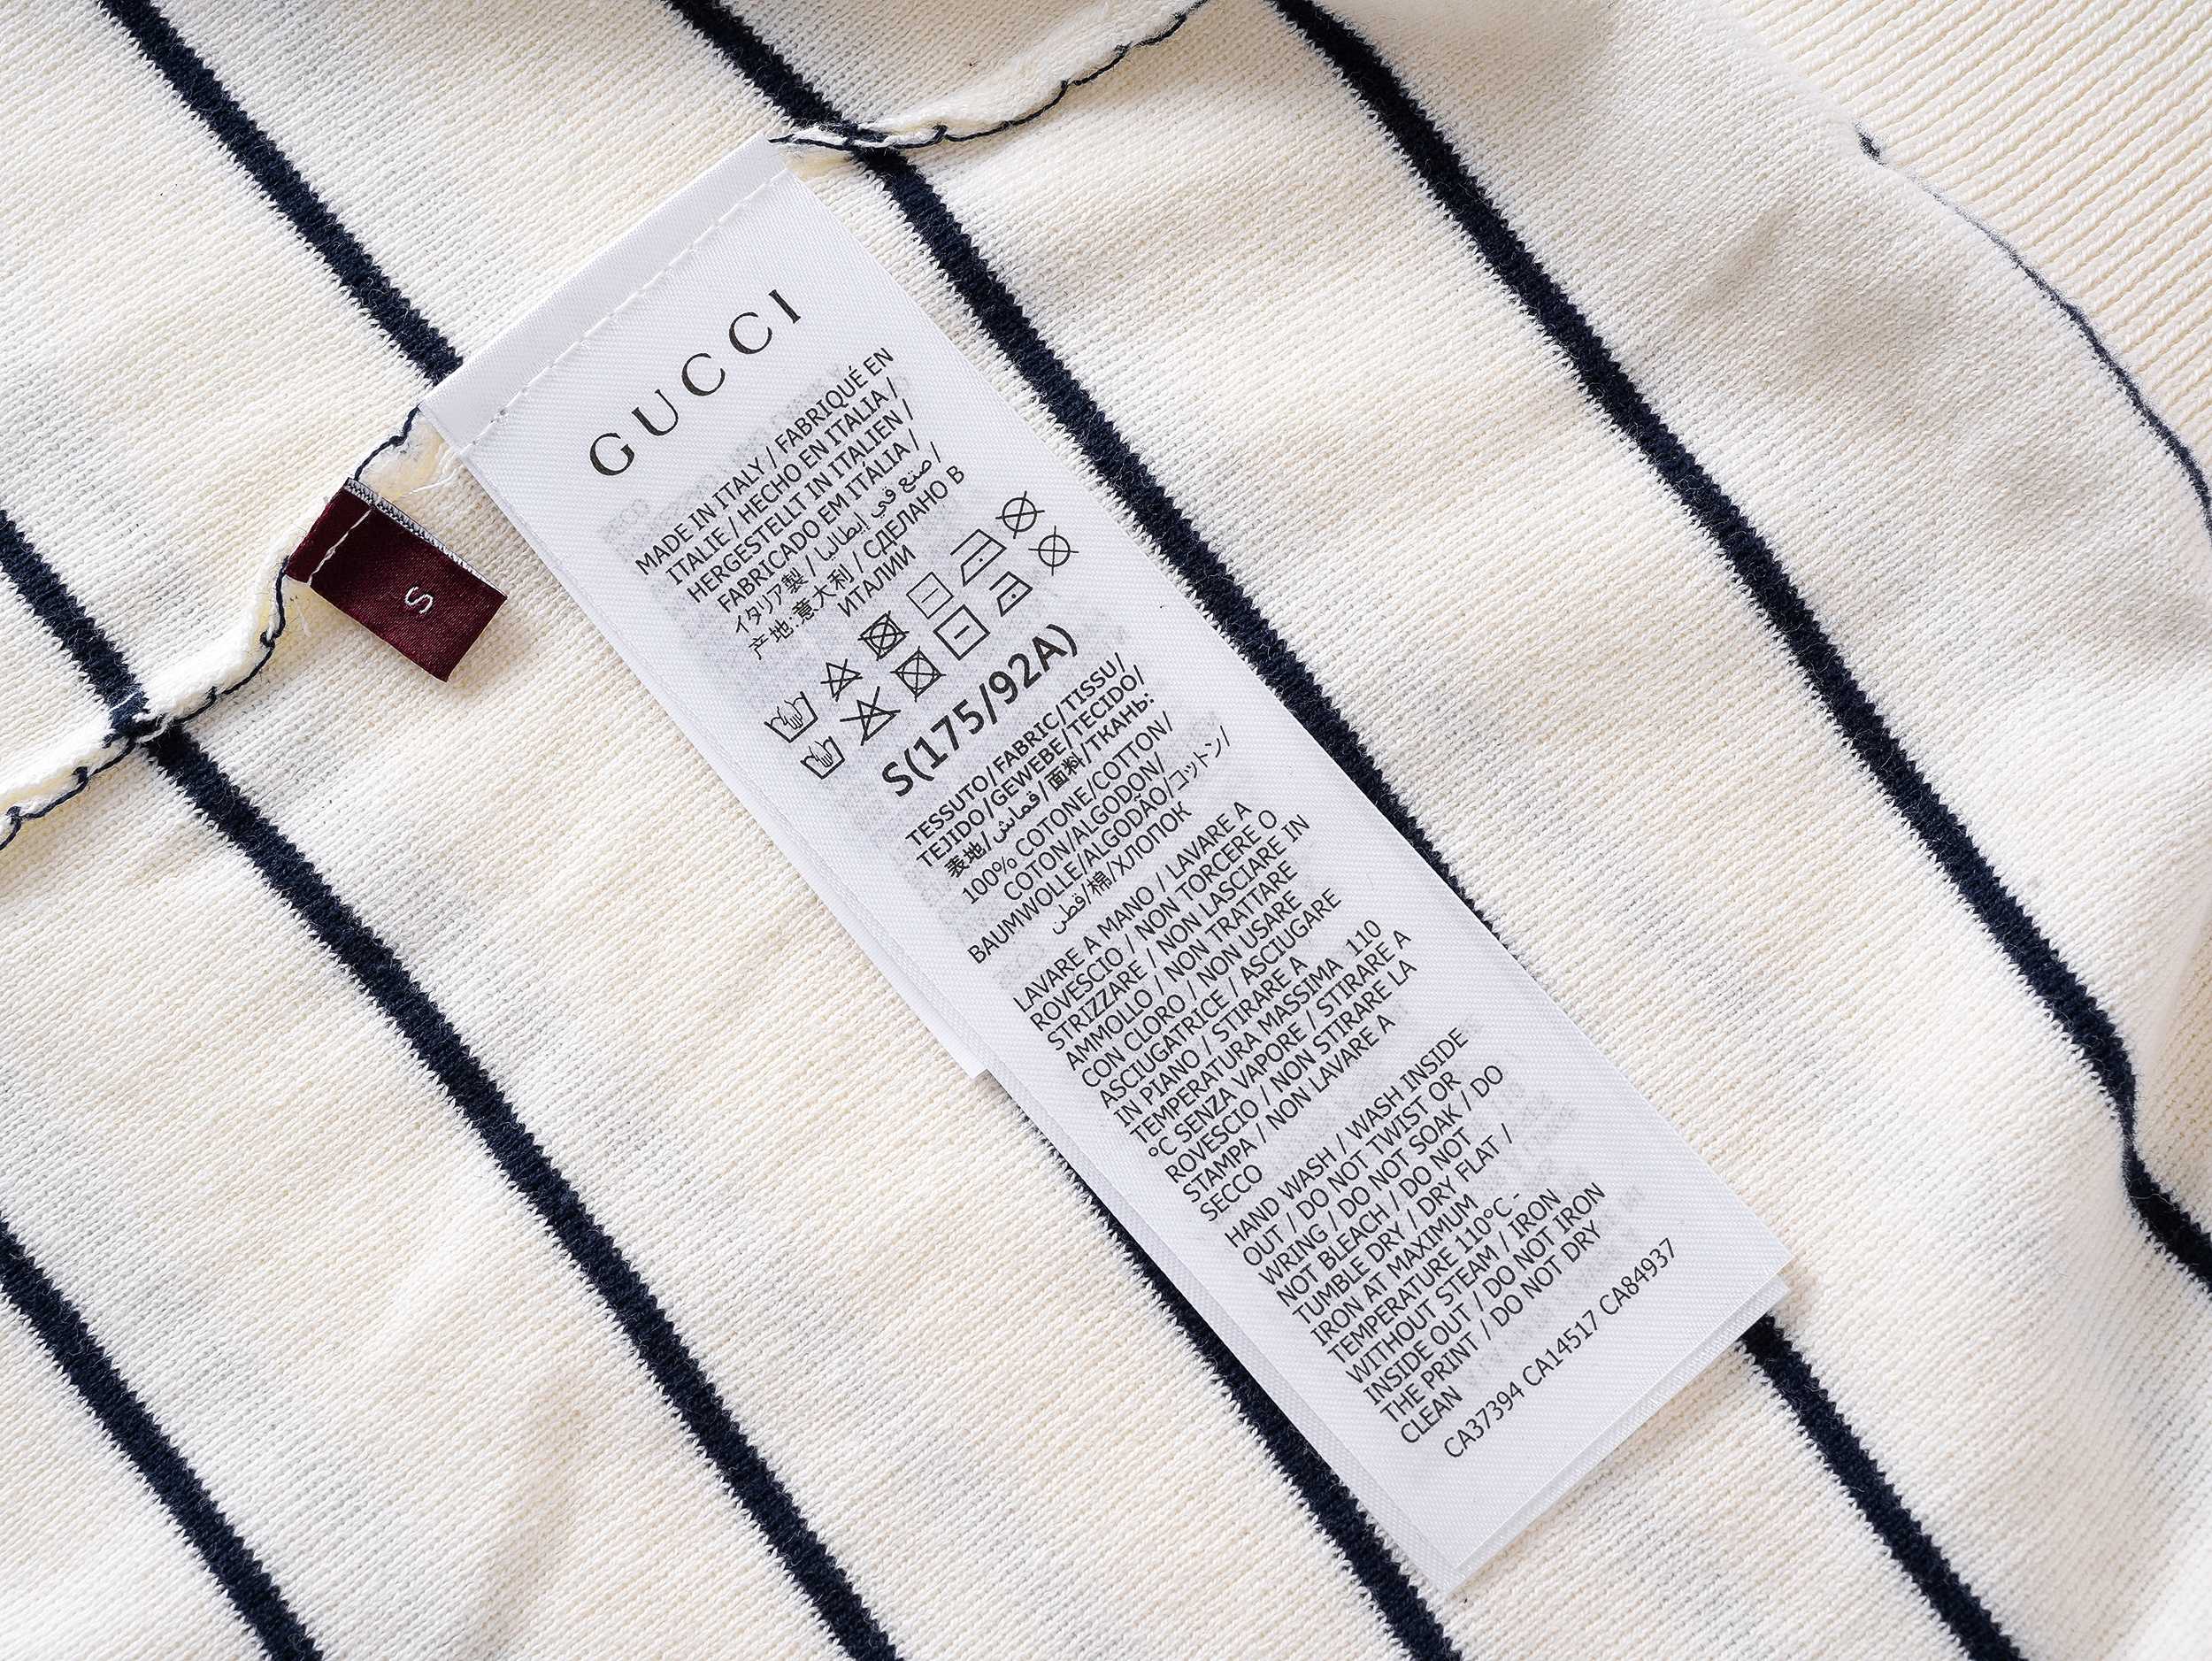 GUCCI
MADE IN ITALY / FABRIQUÉ EN
ITALIE / HECHO EN ITALIA /
HERGESTELLT IN ITALIEN /
FABRICADO EM ITÁLIA /
イタリア製 / صنع في إيطاليا /
产地:意大利 / СДЕЛАНО В
ИТАЛИИ
S(175/92A)
TESSUTO/FABRIC/TISSU/
TEJIDO/GEWEBE/TECIDO/
表地/قماش/面料/ТКАНЬ:
100% COTONE/COTTON/
COTON/ALGODON/
BAUMWOLLE/ALGODÃO/コットン/
قطن/棉/ХЛОПОК
LAVARE A MANO / LAVARE A
ROVESCIO / NON TORCERE O
STRIZZARE / NON LASCIARE IN
AMMOLLO / NON TRATTARE
CON CLORO / NON USARE
ASCIUGATRICE / ASCIUGARE
IN PIANO / STIRARE A
TEMPERATURA MASSIMA 110
°C SENZA VAPORE / STIRARE A
ROVESCIO / NON STIRARE LA
STAMPA / NON LAVARE A
SECCO
HAND WASH / WASH INSIDE
OUT / DO NOT TWIST OR
WRING / DO NOT SOAK / DO
NOT BLEACH / DO NOT
TUMBLE DRY / DRY FLAT /
IRON AT MAXIMUM
TEMPERATURE 110°C -
WITHOUT STEAM / IRON
INSIDE OUT / DO NOT IRON
THE PRINT / DO NOT DRY
CLEAN
CA37394 CA14517 CA84937
S